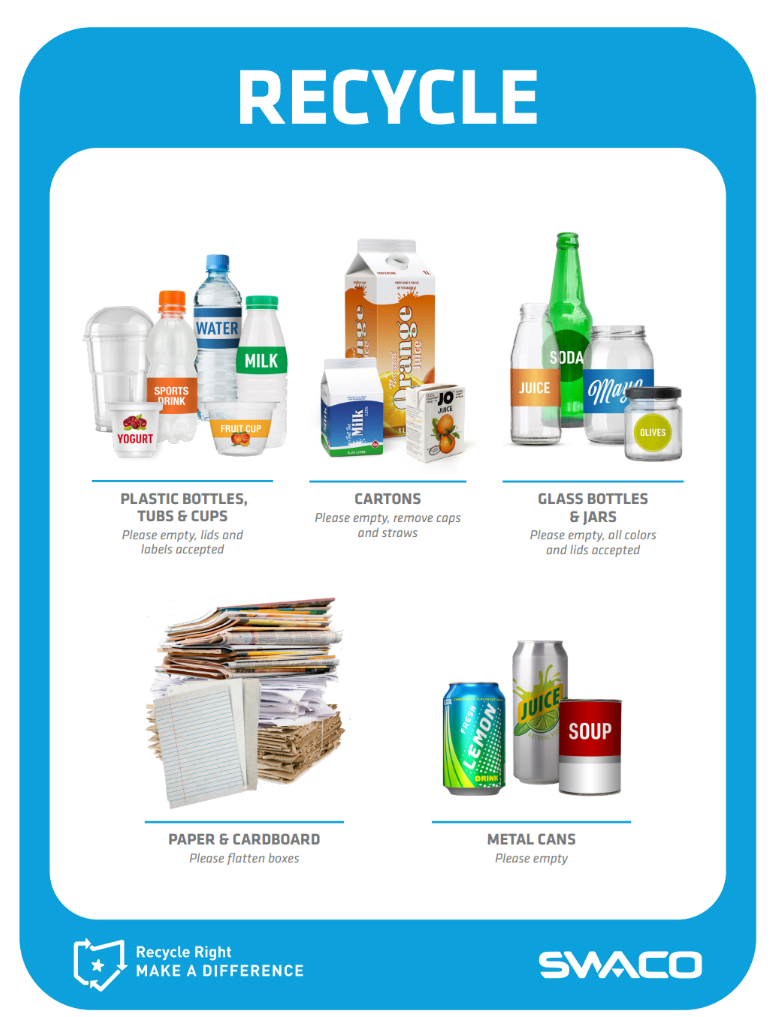 RECYCLE
WATER
MILK
SPORTS
DRINK
YOGURT
FRUIT CUP
Orange
Juice
Milk
JO
JUICE
SODA
JUICE
Mayo
OLIVES
PLASTIC BOTTLES,
TUBS & CUPS
Please empty, lids and
labels accepted
CARTONS
Please empty, remove caps
and straws
GLASS BOTTLES
& JARS
Please empty, all colors
and lids accepted
FRESH
LEMON
DRINK
JUICE
SOUP
PAPER & CARDBOARD
Please flatten boxes
METAL CANS
Please empty
Recycle Right
MAKE A DIFFERENCE
SWACO